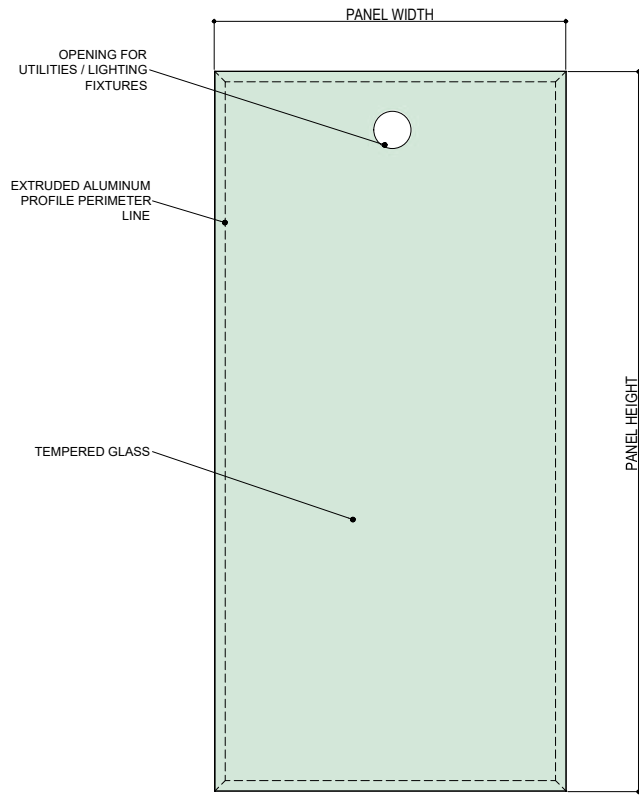 PANEL WIDTH
OPENING FOR
UTILITIES / LIGHTING
FIXTURES
EXTRUDED ALUMINUM
PROFILE PERIMETER
LINE
TEMPERED GLASS
PANEL HEIGHT